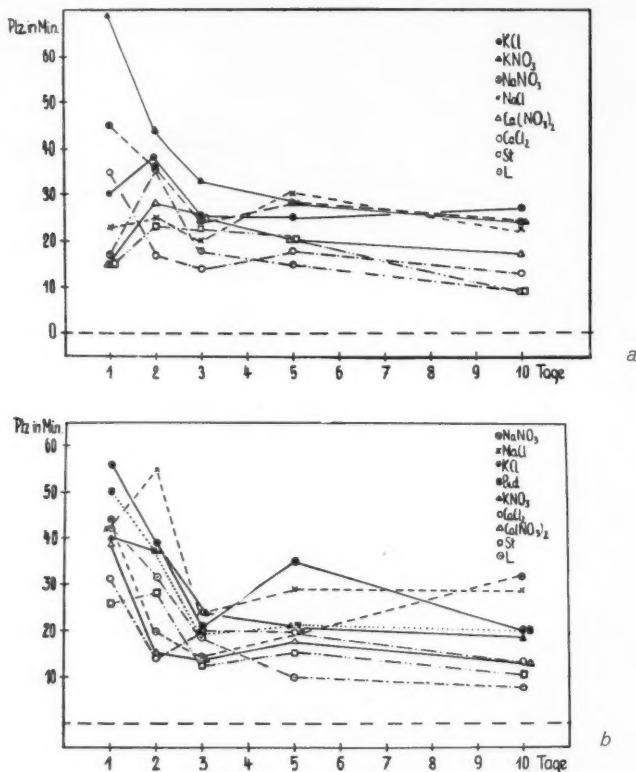 Plz in Min.
60
50
40
30
20
10
0
KCl
KNO₃
NaNO₃
NaCl
Ca(NO₃)₂
CaCl₂
St
L
1 2 3 4 5 6 7 8 9 10 Tage
a
Plz in Min.
60
50
40
30
20
10
NaNO₃
NaCl
KCl
KNO₃
CaCl₂
Ca(NO₃)₂
St
L
1 2 3 4 5 6 7 8 9 10 Tage
b